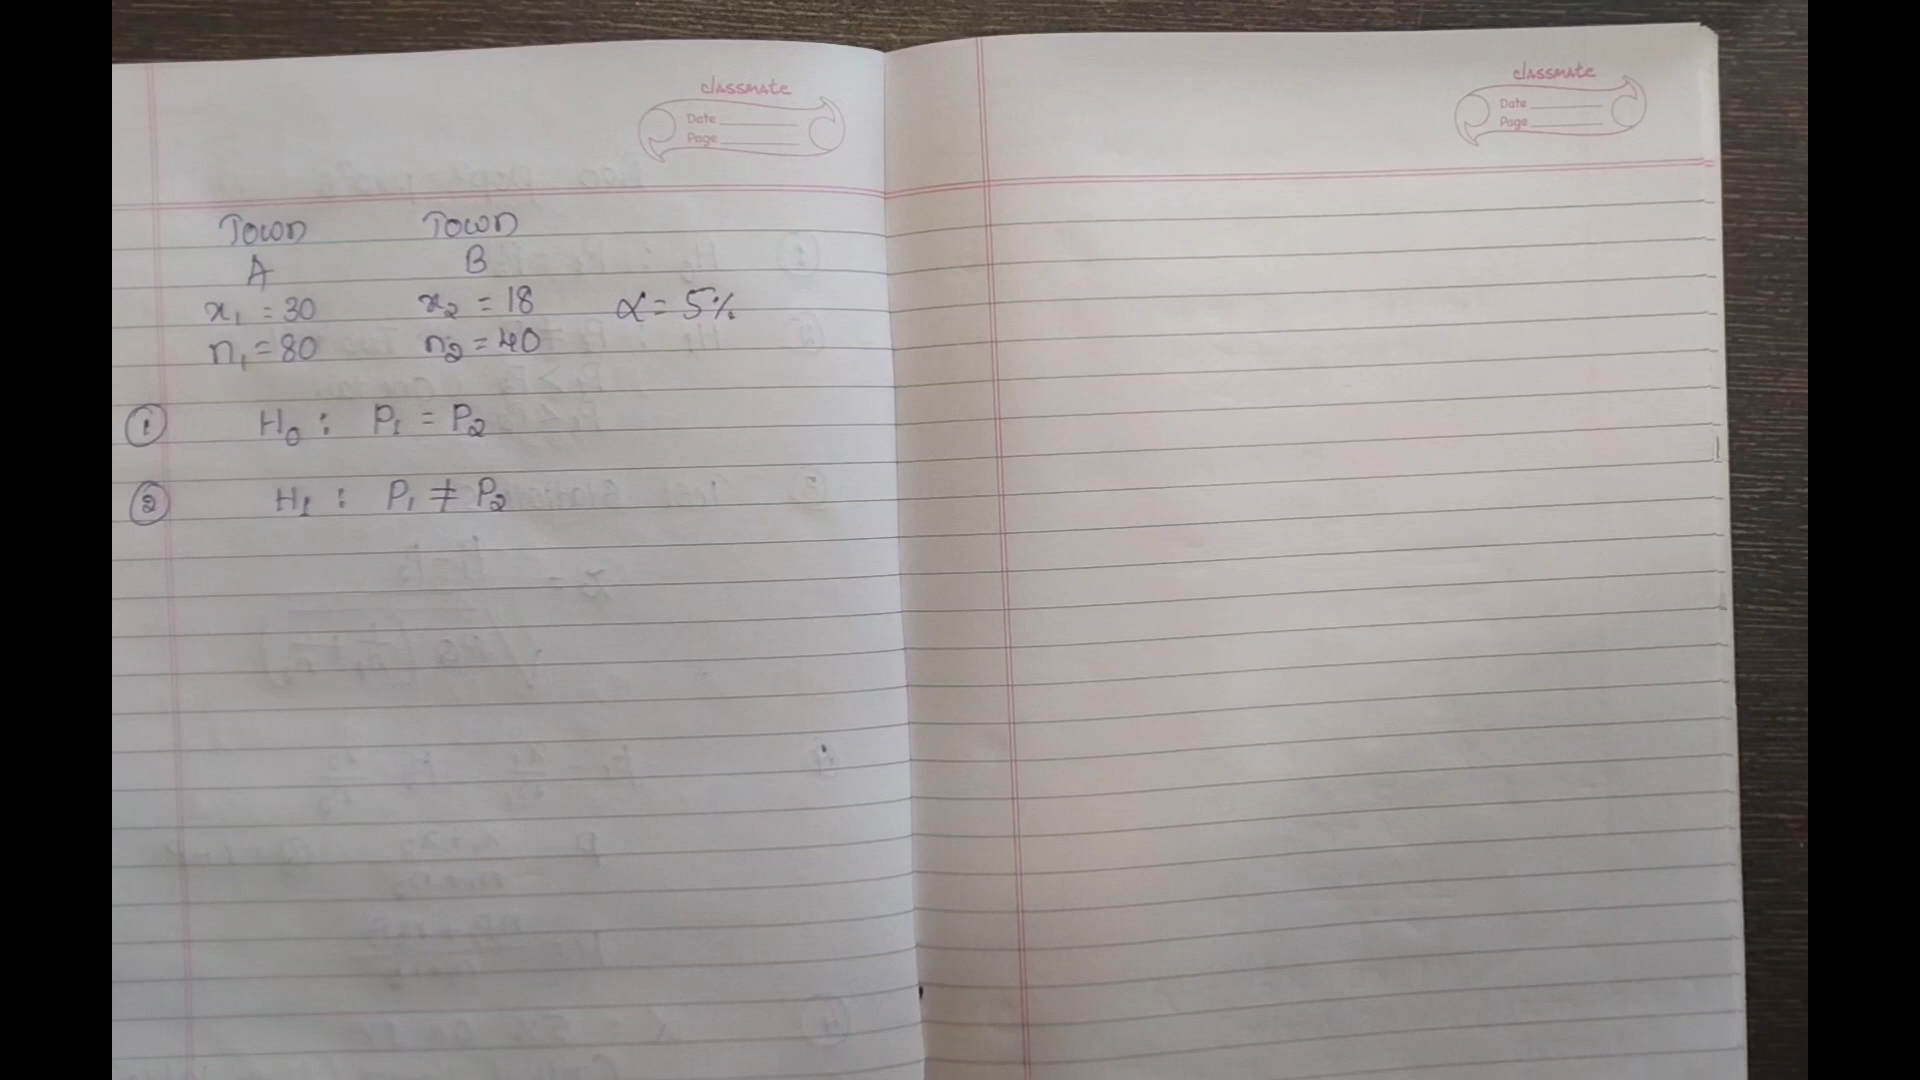 classmate
Date
Page
classmate
Date
Page
Town Town
A B
x₁ = 30 x₂ = 18 α = 5%
n₁ = 80 n₂ = 40
① H₀ : P₁ = P₂
② H₁ : P₁ ≠ P₂